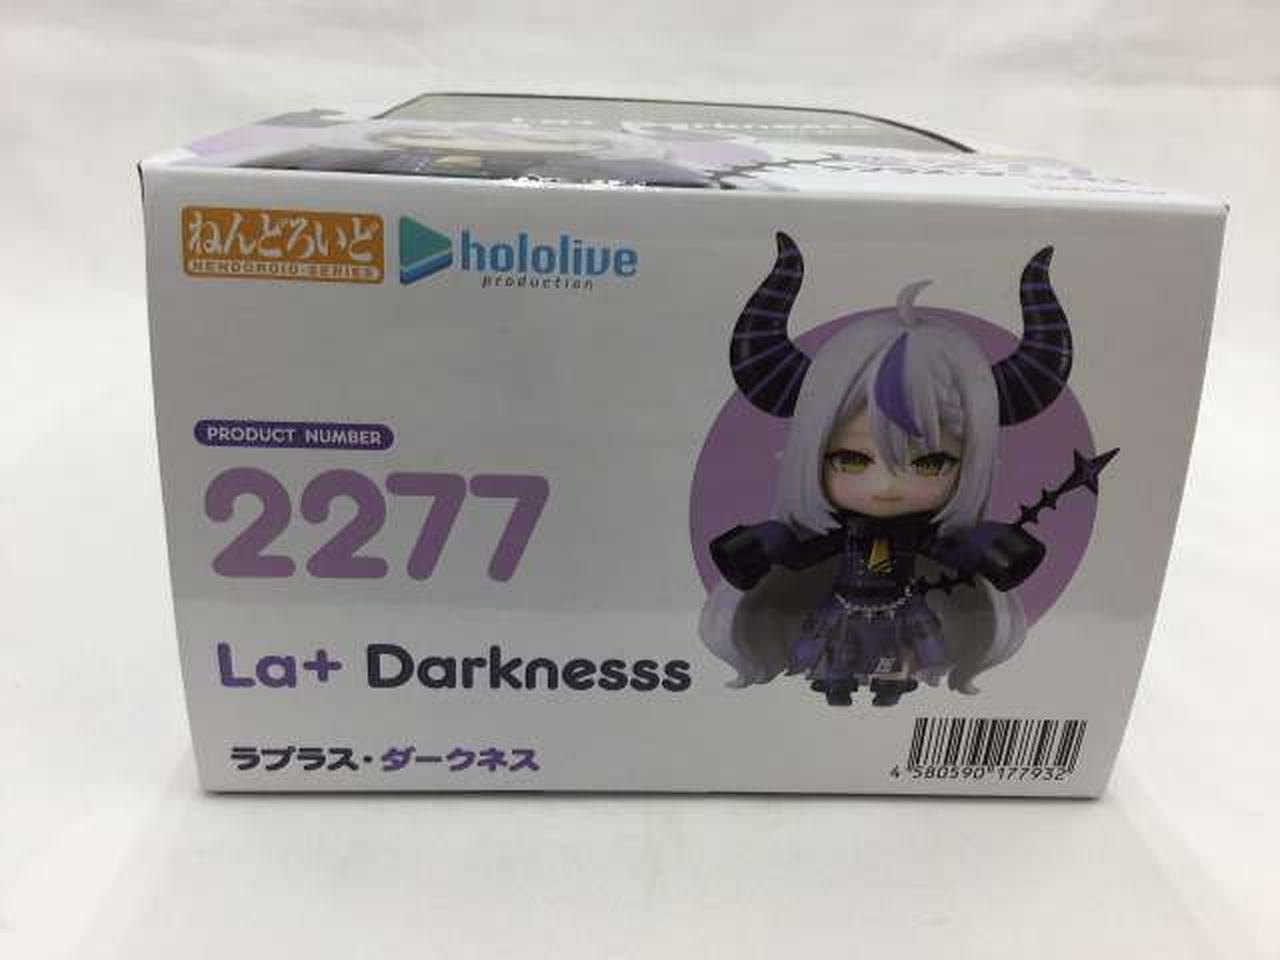 ねんどろいど
NENDOROID-SERIES
hololive
production
PRODUCT NUMBER
2277
La+ Darknesss
ラプラス・ダークネス
4 580590 177932